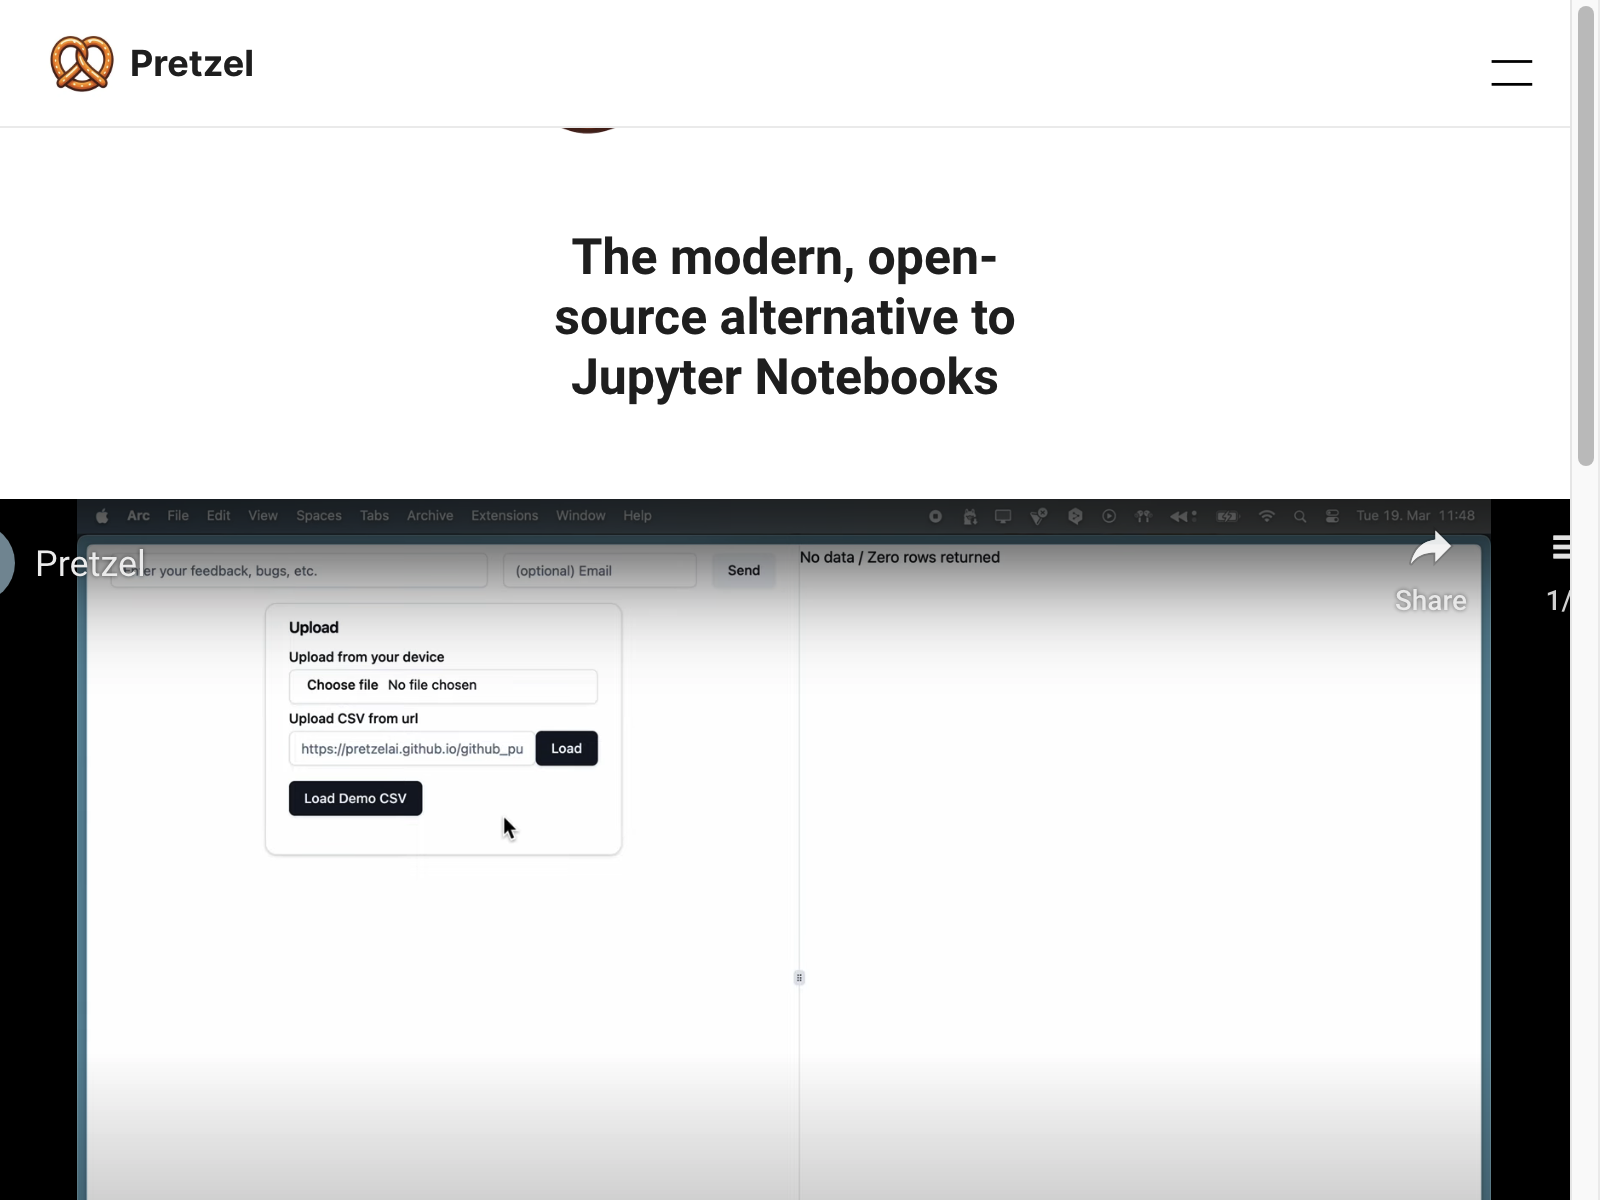 Pretzel
The modern, open-
source alternative to
Jupyter Notebooks
Arc File Edit View Spaces Tabs Archive Extensions Window Help
Tue 19. Mar 11:48
Pretzel
your feedback, bugs, etc.
(optional) Email
Send
No data / Zero rows returned
Share
1/
Upload
Upload from your device
Choose file No file chosen
Upload CSV from url
https://pretzelai.github.io/github_pu
Load
Load Demo CSV